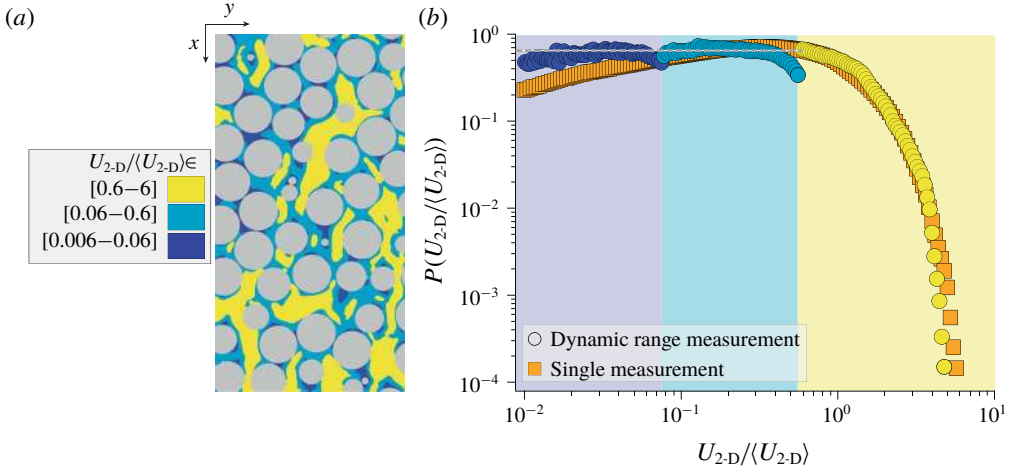 (a)
y
x
U2-D/⟨U2-D⟩∈
[0.6−6]
[0.06−0.6]
[0.006−0.06]
(b)
P(U2-D/⟨U2-D⟩)
10^0
10^−1
10^−2
10^−3
10^−4
Dynamic range measurement
Single measurement
10^−2 10^−1 10^0 10^1
U2-D/⟨U2-D⟩